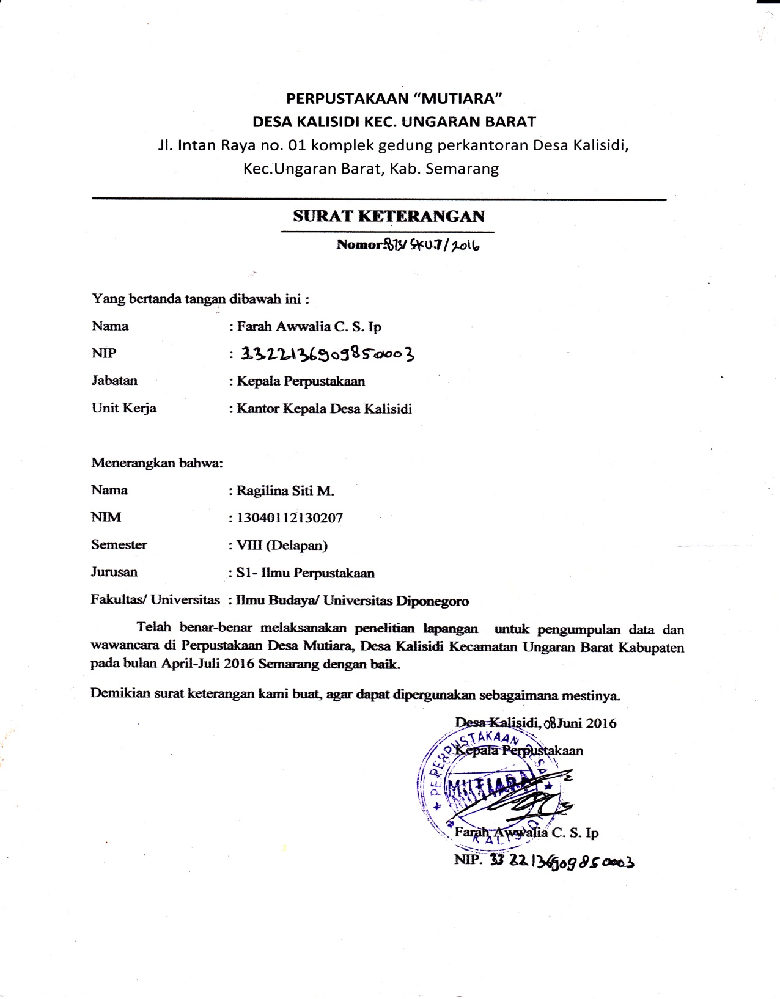 PERPUSTAKAAN “MUTIARA”
DESA KALISIDI KEC. UNGARAN BARAT
Jl. Intan Raya no. 01 komplek gedung perkantoran Desa Kalisidi,
Kec.Ungaran Barat, Kab. Semarang
SURAT KETERANGAN
Nomor: /2016
Yang bertanda tangan dibawah ini :
Nama : Farah Awwalia C. S. Ip
NIP : 3322136909850003
Jabatan : Kepala Perpustakaan
Unit Kerja : Kantor Kepala Desa Kalisidi
Menerangkan bahwa:
Nama : Ragilina Siti M.
NIM : 13040112130207
Semester : VIII (Delapan)
Jurusan : S1- Ilmu Perpustakaan
Fakultas/ Universitas : Ilmu Budaya/ Universitas Diponegoro
Telah benar-benar melaksanakan penelitian lapangan untuk pengumpulan data dan
wawancara di Perpustakaan Desa Mutiara, Desa Kalisidi Kecamatan Ungaran Barat Kabupaten
pada bulan April-Juli 2016 Semarang dengan baik.
Demikian surat keterangan kami buat, agar dapat dipergunakan sebagaimana mestinya.
Desa Kalisidi, 08 Juni 2016
Kepala Perpustakaan
PERPUSTAKAAN DESA
MUTIARA
KALISIDI
Farah Awwalia C. S. Ip
NIP. 3322136909850003